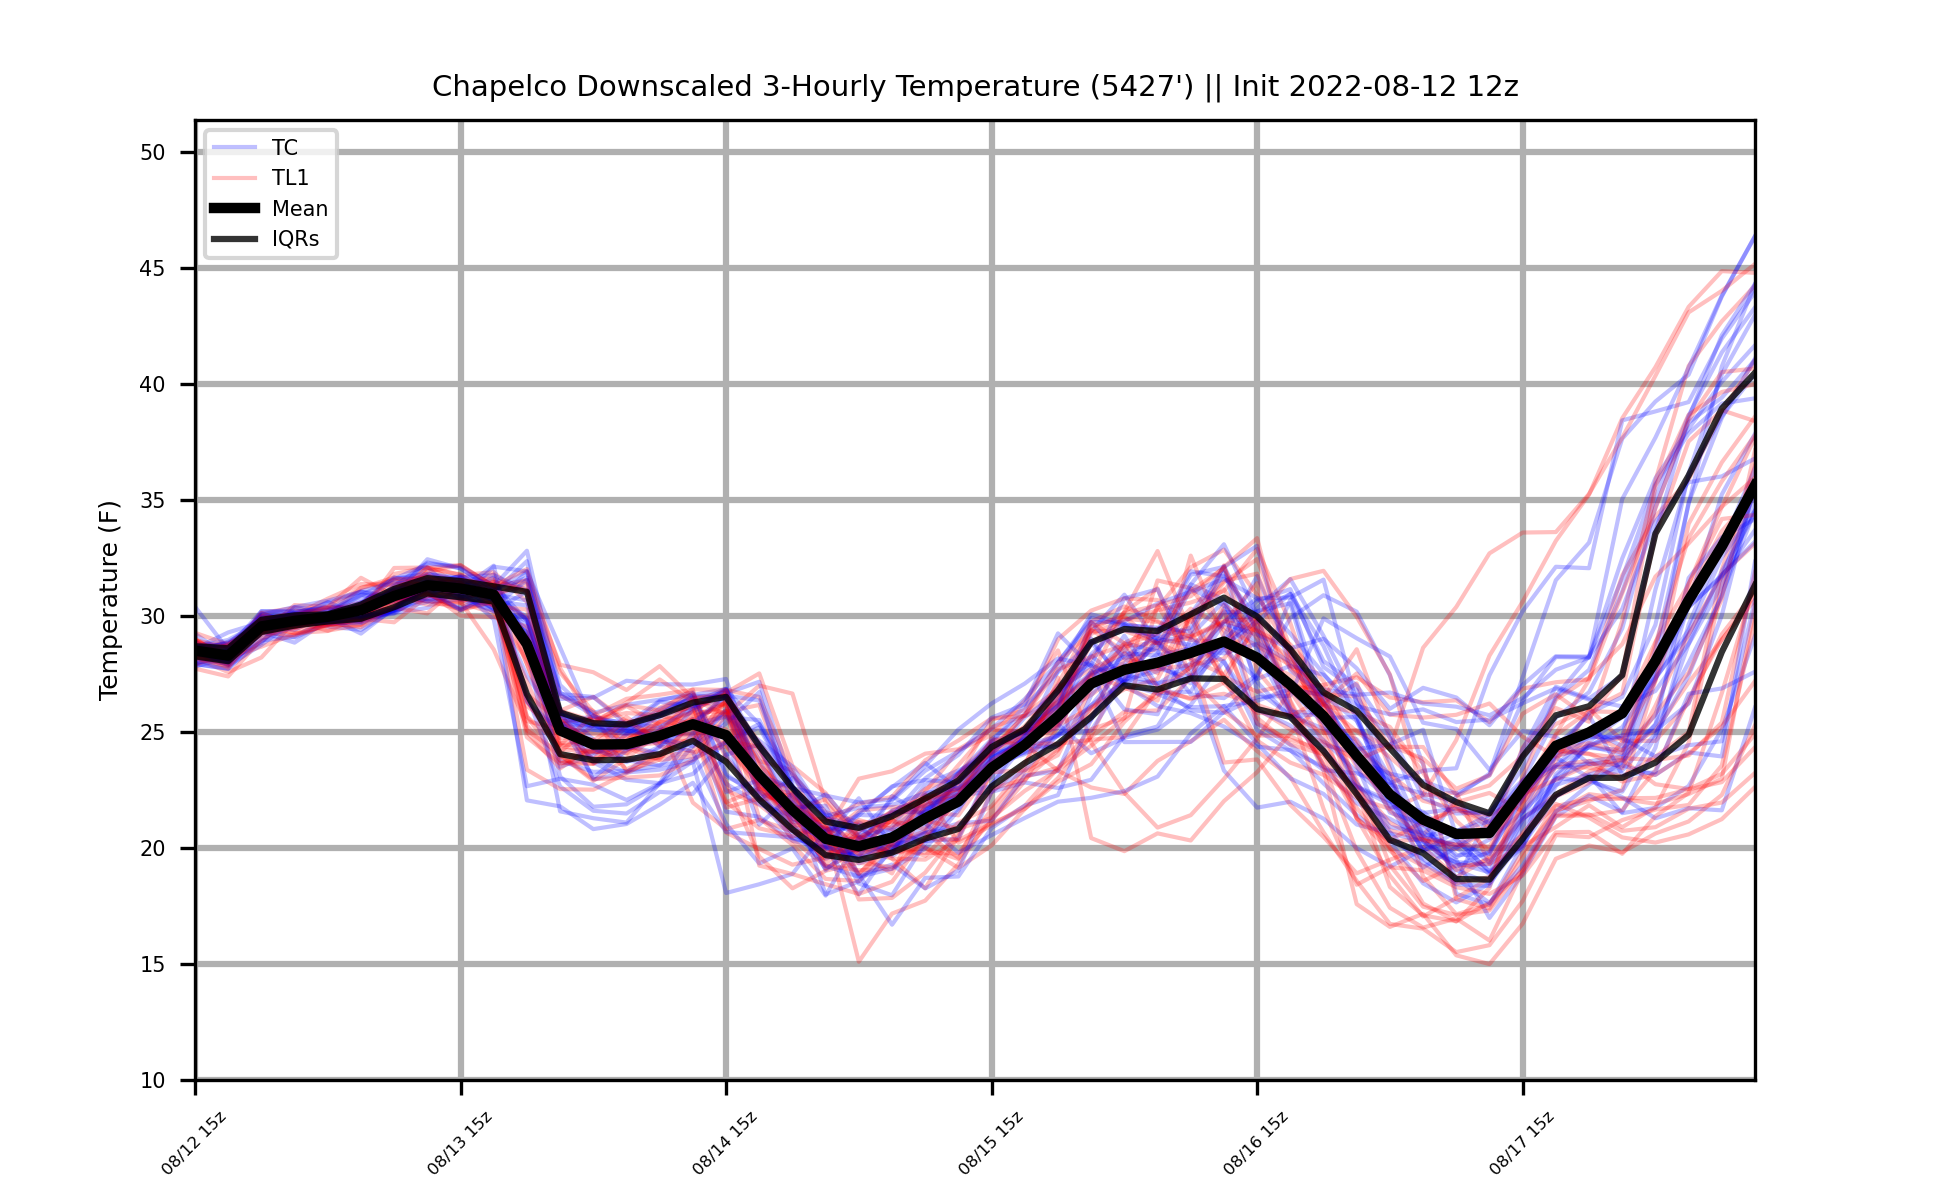 Chapelco Downscaled 3-Hourly Temperature (5427') || Init 2022-08-12 12z
TC
TL1
Mean
IQRs
Temperature (F)
50
45
40
35
30
25
20
15
10
08/12 15z
08/13 15z
08/14 15z
08/15 15z
08/16 15z
08/17 15z